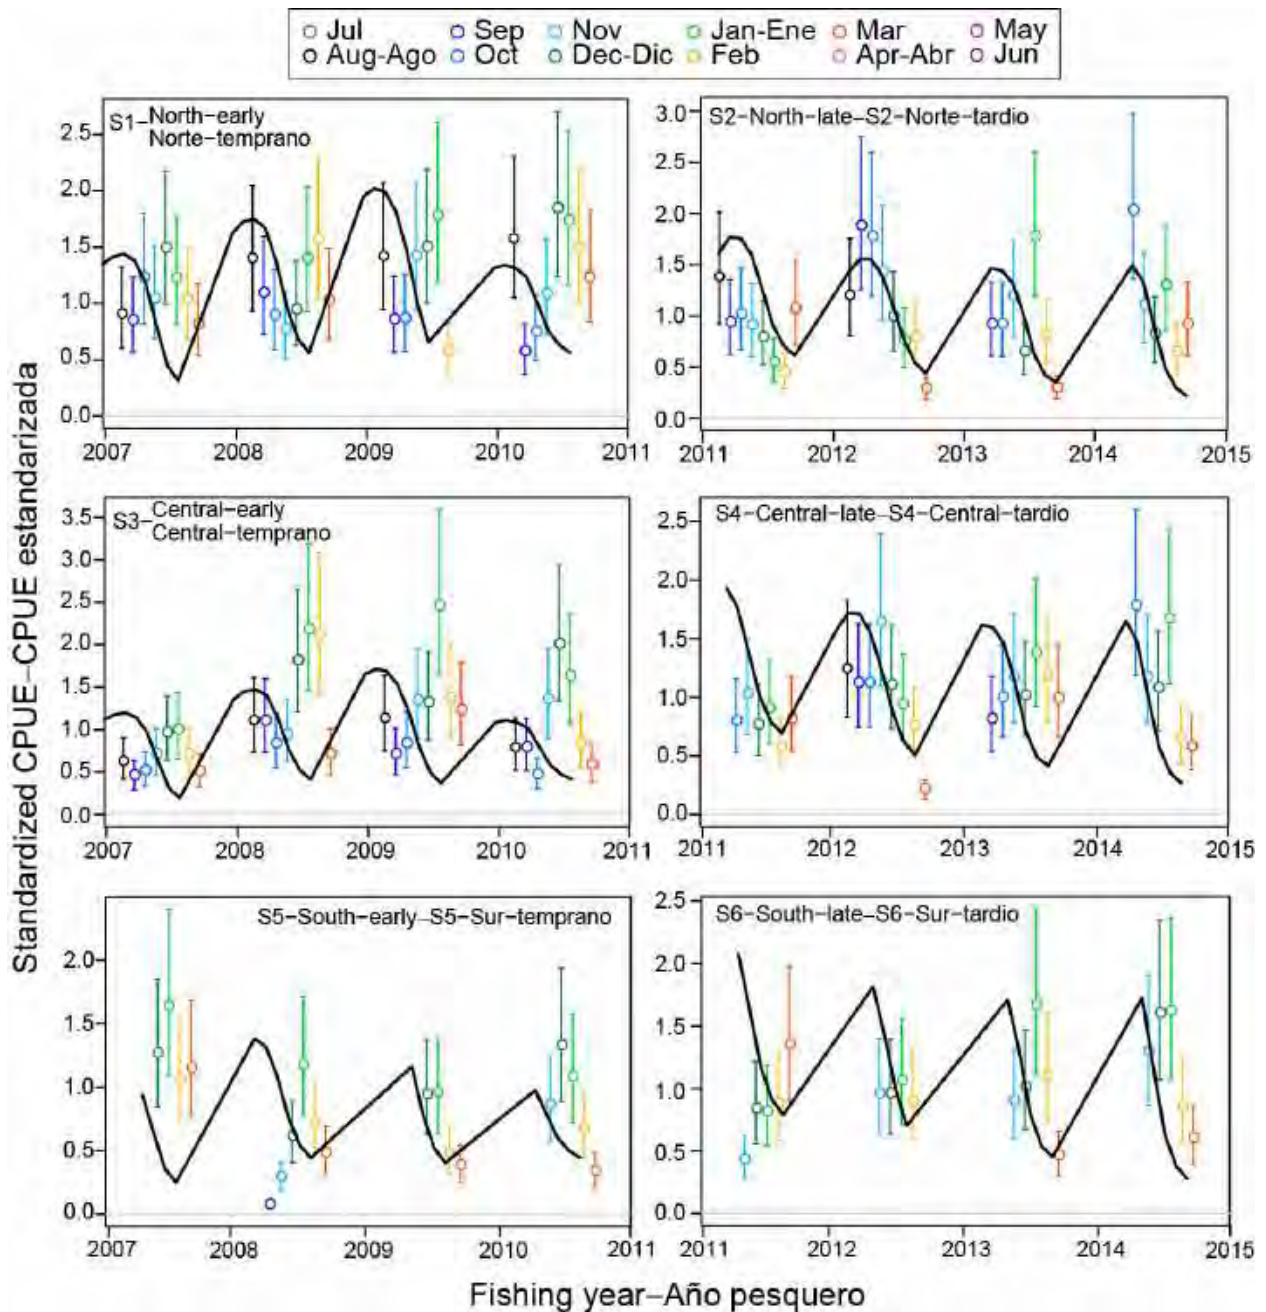 Jul Sep Nov Jan-Ene Mar May
Aug-Ago Oct Dec-Dic Feb Apr-Abr Jun
Standardized CPUE–CPUE estandarizada
S1–North-early
Norte-temprano
2.5
2.0
1.5
1.0
0.5
0.0
2007 2008 2009 2010 2011
S2-North-late–S2-Norte-tardio
3.0
2.5
2.0
1.5
1.0
0.5
0.0
2011 2012 2013 2014 2015
S3–Central-early
Central-temprano
3.5
3.0
2.5
2.0
1.5
1.0
0.5
0.0
2007 2008 2009 2010 2011
S4-Central-late–S4-Central-tardio
2.5
2.0
1.5
1.0
0.5
0.0
2011 2012 2013 2014 2015
S5-South-early–S5-Sur-temprano
2.0
1.5
1.0
0.5
0.0
2007 2008 2009 2010 2011
S6-South-late–S6-Sur-tardio
2.5
2.0
1.5
1.0
0.5
0.0
2011 2012 2013 2014 2015
Fishing year–Año pesquero